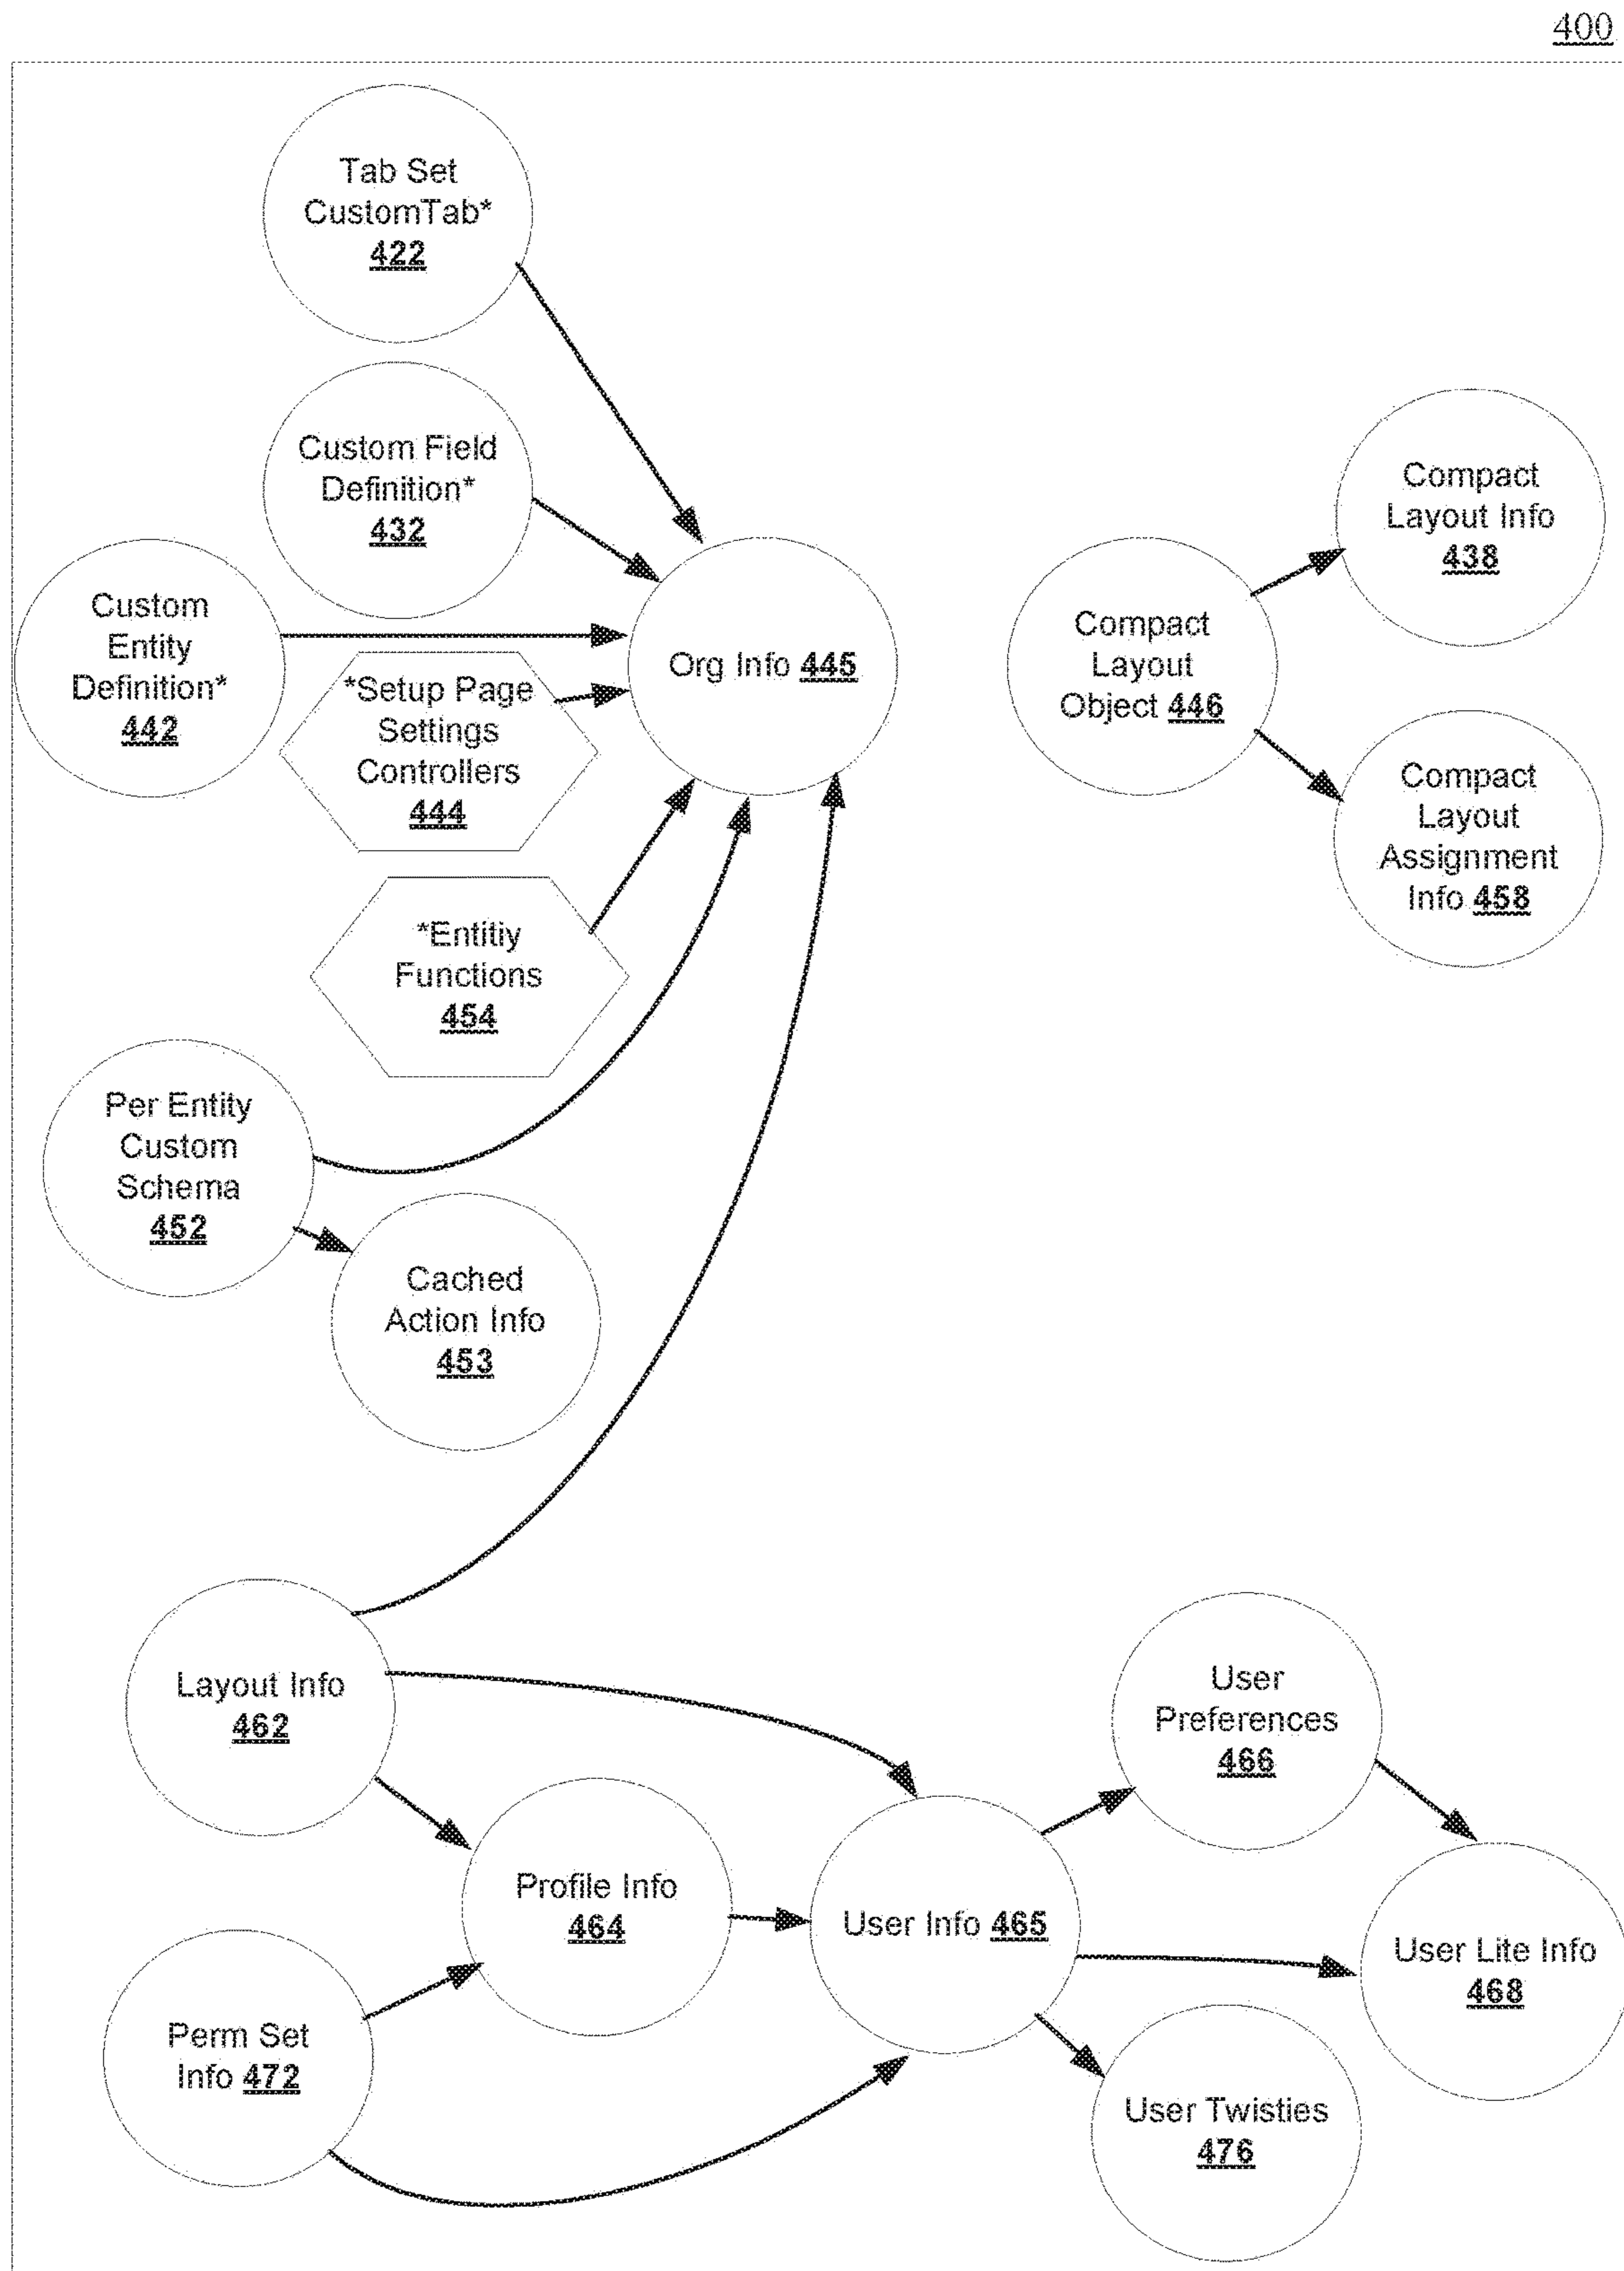 400
Tab Set
CustomTab*
422
Custom Field
Definition*
432
Custom
Entity
Definition*
442
*Setup Page
Settings
Controllers
444
Org Info 445
*Entitiy
Functions
454
Compact
Layout
Object 446
Compact
Layout Info
438
Compact
Layout
Assignment
Info 458
Per Entity
Custom
Schema
452
Cached
Action Info
453
Layout Info
462
Profile Info
464
Perm Set
Info 472
User Info 465
User
Preferences
466
User Lite Info
468
User Twisties
476